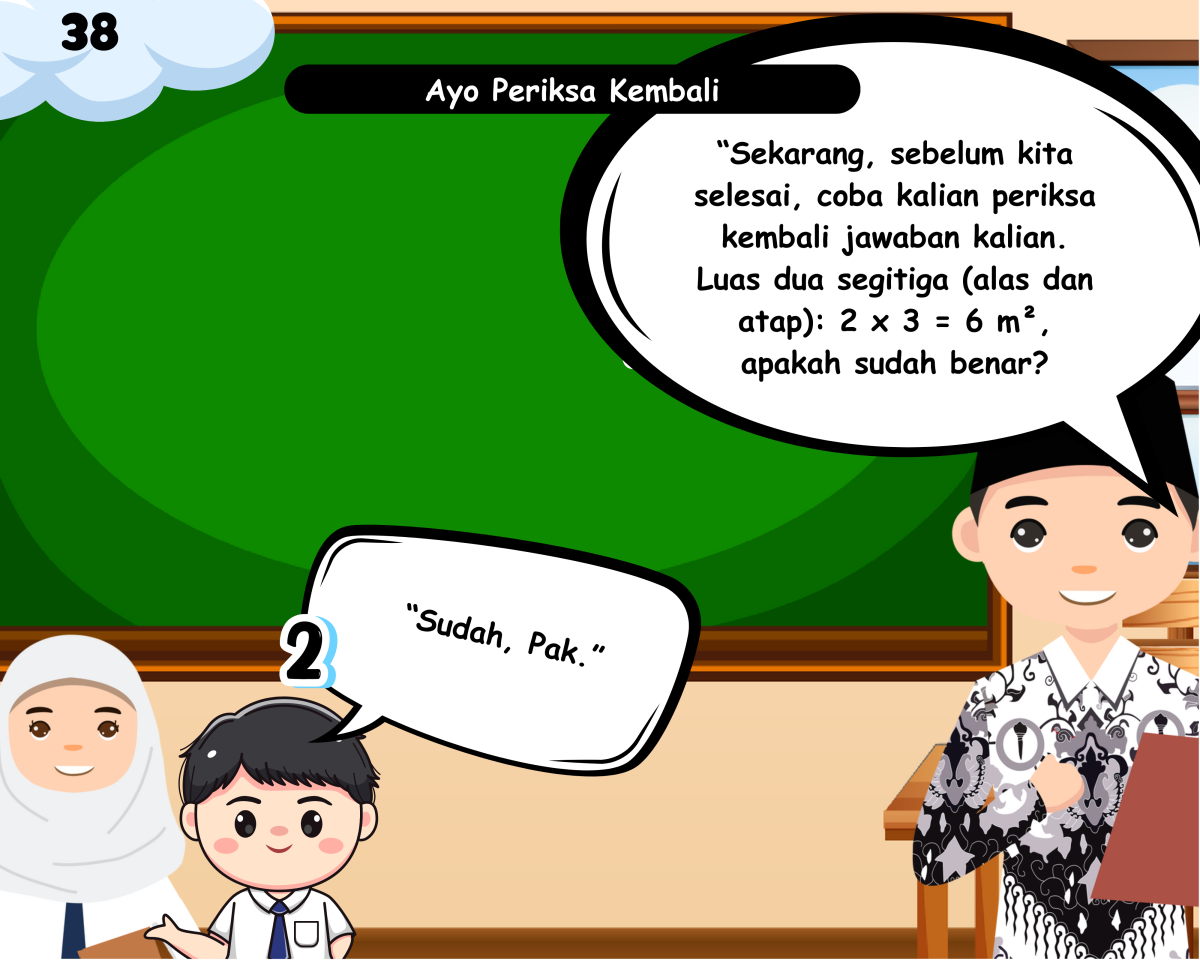 38
Ayo Periksa Kembali
“Sekarang, sebelum kita
selesai, coba kalian periksa
kembali jawaban kalian.
Luas dua segitiga (alas dan
atap): 2 x 3 = 6 m²,
apakah sudah benar?
2
“Sudah, Pak.”